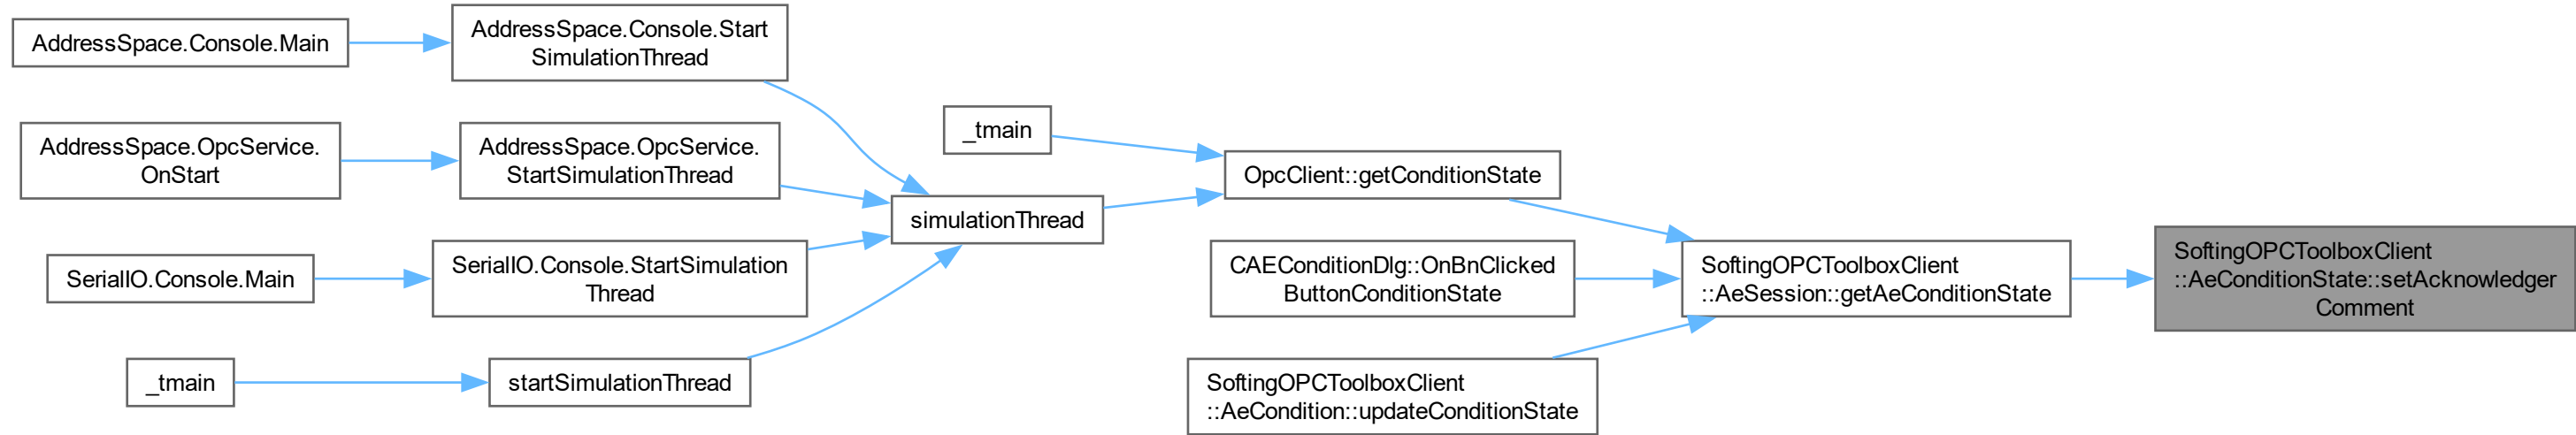 AddressSpace.Console.Main
AddressSpace.Console.Start
SimulationThread
AddressSpace.OpcService.
OnStart
AddressSpace.OpcService.
StartSimulationThread
SerialIO.Console.Main
SerialIO.Console.StartSimulation
Thread
_tmain
startSimulationThread
simulationThread
_tmain
OpcClient::getConditionState
CAEConditionDlg::OnBnClicked
ButtonConditionState
SoftingOPCToolboxClient
::AeCondition::updateConditionState
SoftingOPCToolboxClient
::AeSession::getAeConditionState
SoftingOPCToolboxClient
::AeConditionState::setAcknowledger
Comment